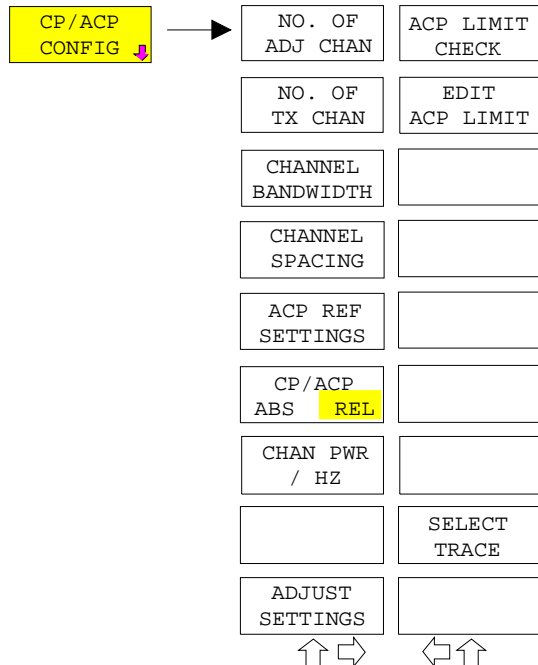 CP/ACP
CONFIG
NO. OF
ADJ CHAN
ACP LIMIT
CHECK
NO. OF
TX CHAN
EDIT
ACP LIMIT
CHANNEL
BANDWIDTH
CHANNEL
SPACING
ACP REF
SETTINGS
CP/ACP
ABS REL
CHAN PWR
/ HZ
SELECT
TRACE
ADJUST
SETTINGS